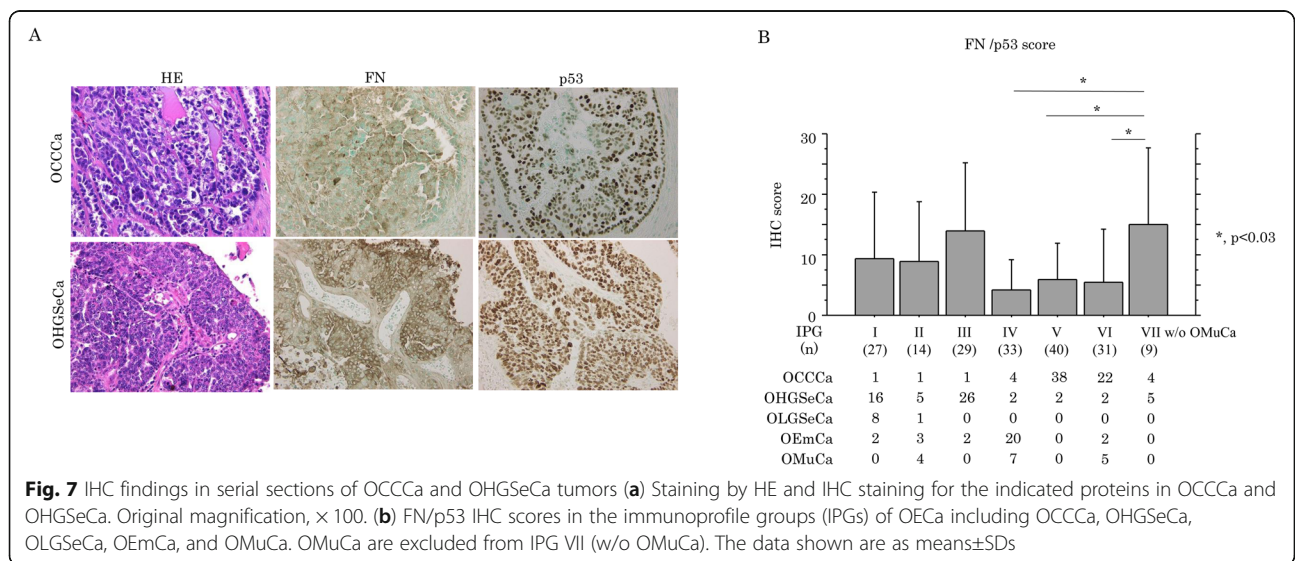 A
HE FN p53
OCCCa
OHGSeCa
B
FN /p53 score
*
*
*
30
20
10
0
IHC score
30
20
10
0
*, p<0.03
IPG I II III IV V VI VII w/o OMuCa
(n) (27) (14) (29) (33) (40) (31) (9)
OCCCa 1 1 1 4 38 22 4
OHGSeCa 16 5 26 2 2 2 5
OLGSeCa 8 1 0 0 0 0 0
OEmCa 2 3 2 20 0 2 0
OMuCa 0 4 0 7 0 5 0
Fig. 7 IHC findings in serial sections of OCCCa and OHGSeCa tumors (a) Staining by HE and IHC staining for the indicated proteins in OCCCa and
OHGSeCa. Original magnification, × 100. (b) FN/p53 IHC scores in the immunoprofile groups (IPGs) of OECa including OCCCa, OHGSeCa,
OLGSeCa, OEmCa, and OMuCa. OMuCa are excluded from IPG VII (w/o OMuCa). The data shown are as means±SDs